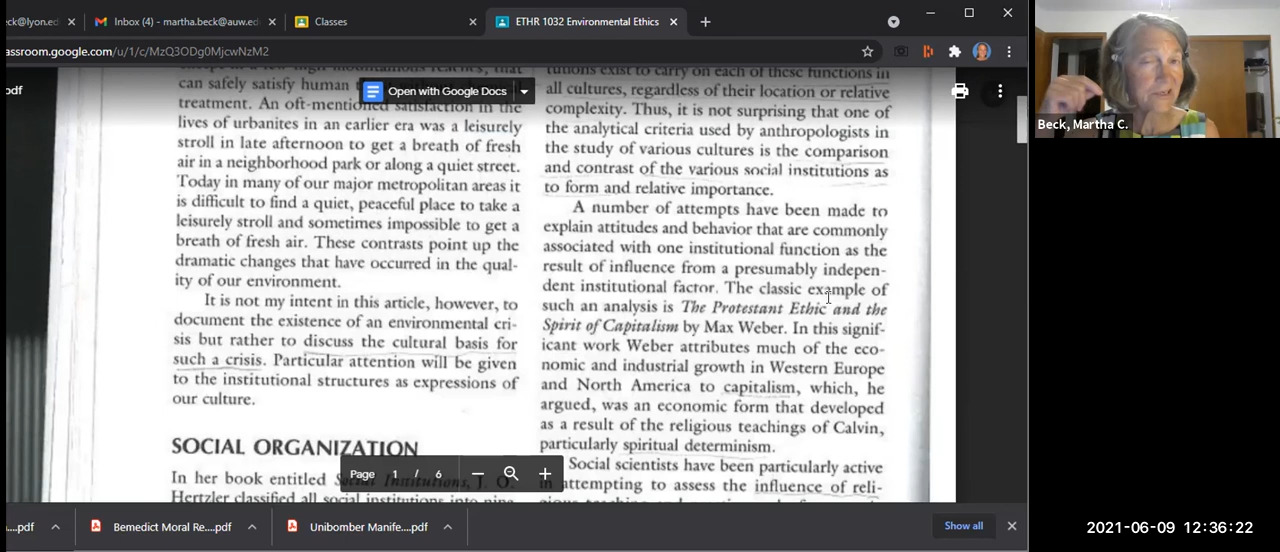 ck@lyon.ed
Inbox (4) - martha.beck@auw.ed
Classes
ETHR 1032 Environmental Ethics
assroom.google.com/u/1/c/MzQ3ODg0MjcwNzM2
odf
Open with Google Docs
can safely satisfy human
treatment. An oft-mentioned satisfaction in the
lives of urbanites in an earlier era was a leisurely
stroll in late afternoon to get a breath of fresh
air in a neighborhood park or along a quiet street.
Today in many of our major metropolitan areas it
is difficult to find a quiet, peaceful place to take a
leisurely stroll and sometimes impossible to get a
breath of fresh air. These contrasts point up the
dramatic changes that have occurred in the qual-
ity of our environment.
It is not my intent in this article, however, to
document the existence of an environmental cri-
sis but rather to discuss the cultural basis for
such a crisis. Particular attention will be given
to the institutional structures as expressions of
our culture.
SOCIAL ORGANIZATION
In her book entitled Social Institutions, J. O.
Hertzler classified all social institutions into nine
tutions exist to carry on each of these functions in
all cultures, regardless of their location or relative
complexity. Thus, it is not surprising that one of
the analytical criteria used by anthropologists in
the study of various cultures is the comparison
and contrast of the various social institutions as
to form and relative importance.
A number of attempts have been made to
explain attitudes and behavior that are commonly
associated with one institutional function as the
result of influence from a presumably indepen-
dent institutional factor. The classic example of
such an analysis is The Protestant Ethic and the
Spirit of Capitalism by Max Weber. In this signif-
icant work Weber attributes much of the eco-
nomic and industrial growth in Western Europe
and North America to capitalism, which, he
argued, was an economic form that developed
as a result of the religious teachings of Calvin,
particularly spiritual determinism.
Social scientists have been particularly active
in attempting to assess the influence of reli-
Page 1 / 6
....pdf
Benedict Moral Re....pdf
Unibomber Manife....pdf
Show all
Beck, Martha C.
2021-06-09 12:36:22